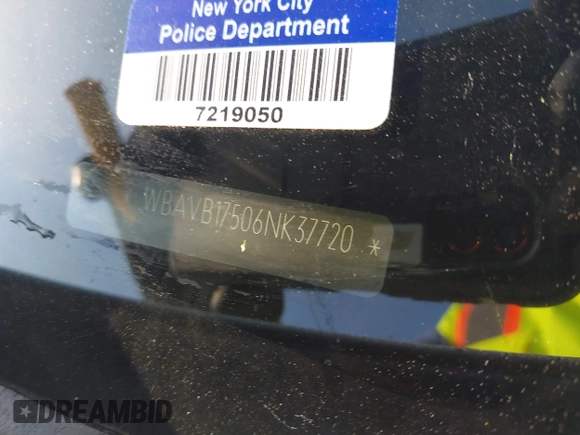 New York City
Police Department
7219050
WBAVB17506NK37720 *
DREAMBID